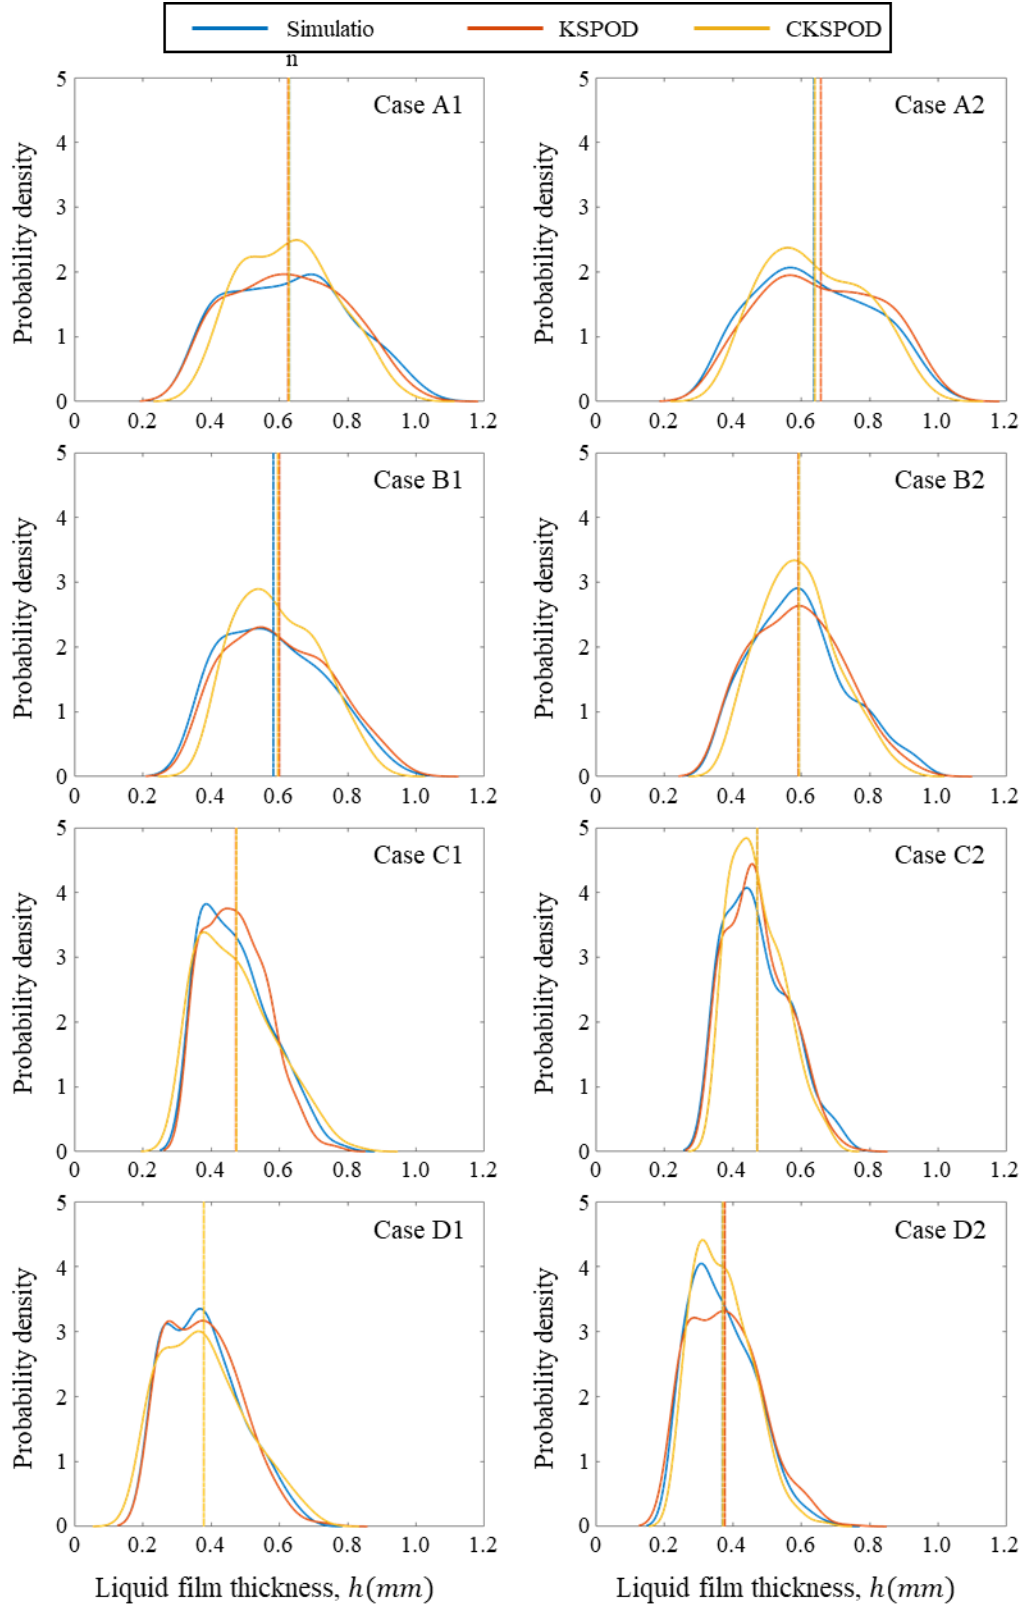 Simulatio KSPOD CKSPOD
n
5 5
Case A1 Case A2
4 4
3 3
2 2
1 1
0 0
Probability density Probability density
0 0.2 0.4 0.6 0.8 1.0 1.2 0 0.2 0.4 0.6 0.8 1.0 1.2
5 5
Case B1 Case B2
4 4
3 3
2 2
1 1
0 0
Probability density Probability density
0 0.2 0.4 0.6 0.8 1.0 1.2 0 0.2 0.4 0.6 0.8 1.0 1.2
5 5
Case C1 Case C2
4 4
3 3
2 2
1 1
0 0
Probability density Probability density
0 0.2 0.4 0.6 0.8 1.0 1.2 0 0.2 0.4 0.6 0.8 1.0 1.2
5 5
Case D1 Case D2
4 4
3 3
2 2
1 1
0 0
Probability density Probability density
0 0.2 0.4 0.6 0.8 1.0 1.2 0 0.2 0.4 0.6 0.8 1.0 1.2
Liquid film thickness, h(mm) Liquid film thickness, h(mm)